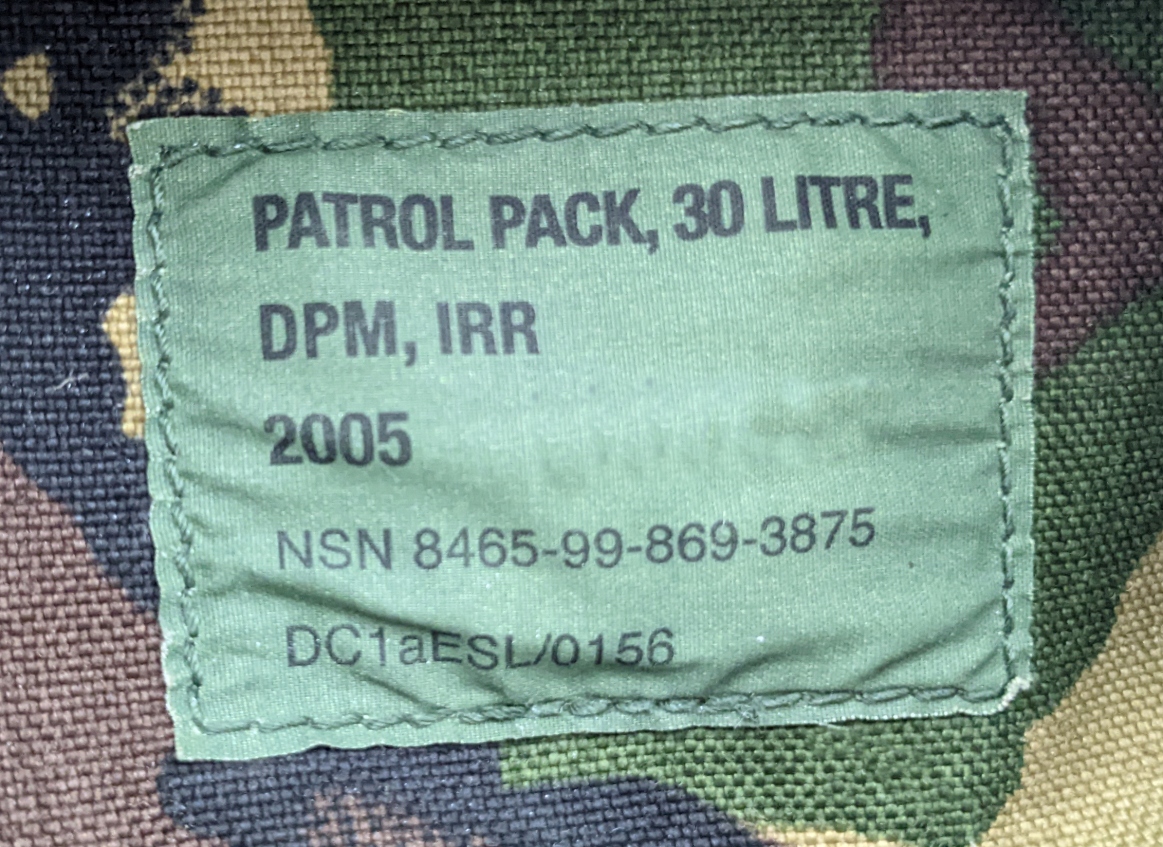 PATROL PACK, 30 LITRE,
DPM, IRR
2005
NSN 8465-99-869-3875
DC1aESL/0156